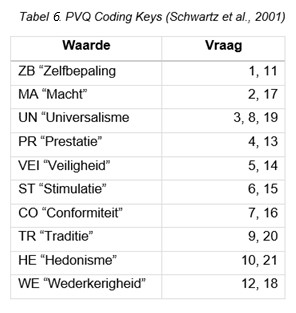 Tabel 6. PVQ Coding Keys (Schwartz et al., 2001)
Waarde Vraag
ZB “Zelfbepaling 1, 11
MA “Macht” 2, 17
UN “Universalisme 3, 8, 19
PR “Prestatie” 4, 13
VEI “Veiligheid” 5, 14
ST “Stimulatie” 6, 15
CO “Conformiteit” 7, 16
TR “Traditie” 9, 20
HE “Hedonisme” 10, 21
WE “Wederkerigheid” 12, 18